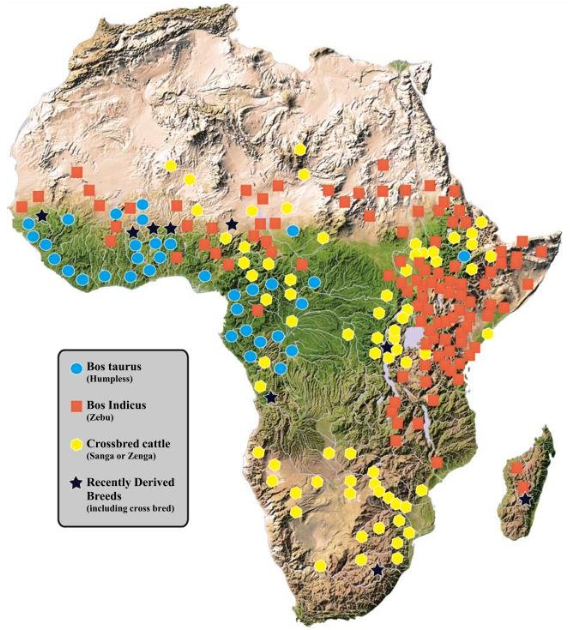 Bos taurus
(Humpless)
Bos Indicus
(Zebu)
Crossbred cattle
(Sanga or Zenga)
Recently Derived
Breeds
(including cross bred)